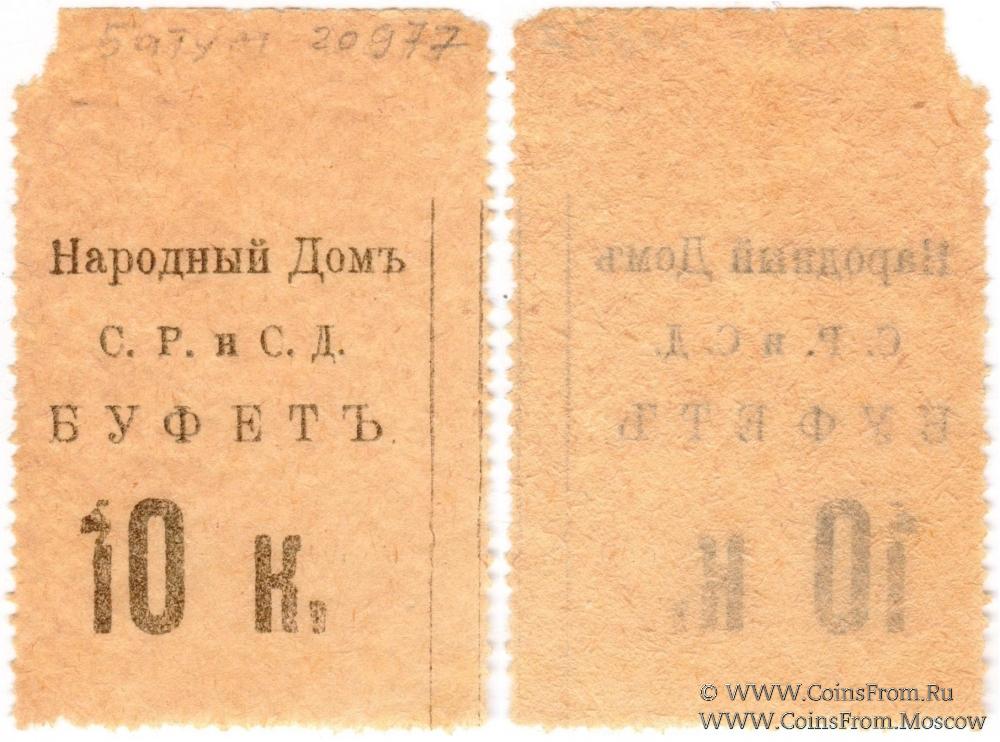 Батум 20977
Народный Домъ
С. Р. и С. Д.
БУФЕТЪ
10 к.
Народный Домъ
С. Р. и С. Д.
БУФЕТЪ
10 к.
© WWW.CoinsFrom.Ru
WWW.CoinsFrom.Moscow